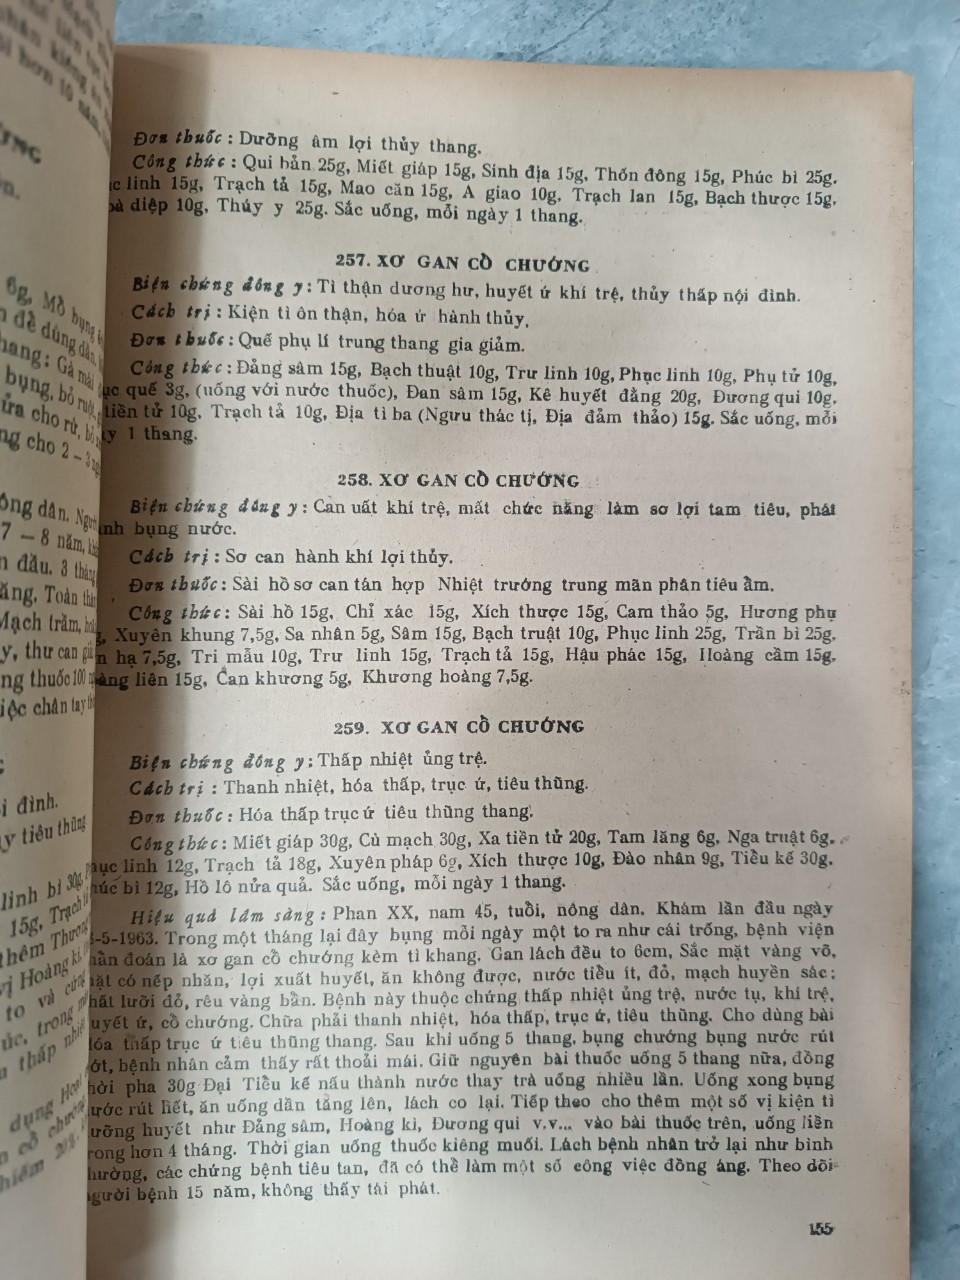 Đơn thuốc : Dưỡng âm lợi thủy thang.
Công thức : Qui bản 25g, Miết giáp 15g, Sinh địa 15g, Thốn đông 15g, Phúc bì 25g.
linh 15g, Trạch tả 15g, Mao căn 15g, A giao 10g. Trạch lan 15g, Bạch thược 15g,
diệp 10g, Thúy y 25g. Sắc uống, mỗi ngày 1 thang.
257. XƠ GAN CỒ CHƯỚNG
Biện chứng đông y : Tì thận dương hư, huyết ứ khí trệ, thủy thấp nội đình.
Cách trị : Kiện tì ôn thận, hóa ứ hành thủy.
Đơn thuốc : Quế phụ lí trung thang gia giảm.
Công thức : Đảng sâm 15g, Bạch thuật 10g, Trư linh 10g, Phục linh 10g, Phụ tử 10g,
quế 3g, (uống với nước thuốc), Đan sâm 15g, Kê huyết đằng 20g, Đương qui 10g.
tiền tử 10g, Trạch tả 10g, Địa tì ba (Ngưu thác tị, Địa đảm thảo) 15g. Sắc uống, mỗi
1 thang.
258. XƠ GAN CỒ CHƯỚNG
Biện chứng đông y : Can uất khí trệ, mất chức năng làm sơ lợi tam tiêu, phát
bụng nước.
Cách trị : Sơ can hành khí lợi thủy.
Đơn thuốc : Sài hồ sơ can tán hợp Nhiệt trướng trung mãn phân tiêu ẩm.
Công thức : Sài hồ 15g, Chỉ xác 15g, Xích thược 15g, Cam thảo 5g, Hương phụ
Xuyên khung 7,5g, Sa nhân 5g, Sâm 15g, Bạch truật 10g, Phục linh 25g, Trần bì 25g.
hạ 7,5g, Tri mẫu 10g, Trư linh 15g, Trạch tả 15g, Hậu phác 15g, Hoàng cầm 15g.
liên 15g, Can khương 5g, Khương hoàng 7,5g.
259. XƠ GAN CỒ CHƯỚNG
Biện chứng đông y : Thấp nhiệt ủng trệ.
Cách trị : Thanh nhiệt, hóa thấp, trục ứ, tiêu thũng.
Đơn thuốc : Hóa thấp trục ứ tiêu thũng thang.
Công thức : Miết giáp 30g, Cù mạch 30g, Xa tiền tử 20g, Tam lăng 6g, Nga truật 6g.
linh 12g, Trạch tả 18g, Xuyên pháp 6g, Xích thược 10g, Đào nhân 9g, Tiểu kế 30g.
bì 12g, Hồ lô nửa quả. Sắc uống, mỗi ngày 1 thang.
Hiệu quả lâm sàng : Phan XX, nam 45, tuổi, nông dân. Khám lần đầu ngày
-5-1963. Trong một tháng lại đây bụng mỗi ngày một to ra như cái trống, bệnh viện
đoán là xơ gan cồ chướng kèm tì khang. Gan lách đều to 6cm, Sắc mặt vàng võ,
có nếp nhăn, lợi xuất huyết, ăn không được, nước tiểu ít, đỏ, mạch huyền sác;
lưỡi đỏ, rêu vàng bẩn. Bệnh này thuộc chứng thấp nhiệt ủng trệ, nước tụ, khí trệ,
ứ, cồ chướng. Chữa phải thanh nhiệt, hóa thấp, trục ứ, tiêu thũng. Cho dùng bài
thấp trục ứ tiêu thũng thang. Sau khi uống 5 thang, bụng chướng bụng nước rút
bệnh nhân cảm thấy rất thoải mái. Giữ nguyên bài thuốc uống 5 thang nữa, đồng
pha 30g Đại Tiểu kế nấu thành nước thay trà uống nhiều lần. Uống xong bụng
rút hết, ăn uống dần tăng lên, lách co lại. Tiếp theo cho thêm một số vị kiện tì
huyết như Đảng sâm, Hoàng kì, Đương qui v.v... vào bài thuốc trên, uống liền
hơn 4 tháng. Thời gian uống thuốc kiêng muối. Lách bệnh nhân trở lại như bình
các chứng bệnh tiêu tan, đã có thể làm một số công việc đồng áng. Theo dõi
bệnh 15 năm, không thấy tái phát.
155